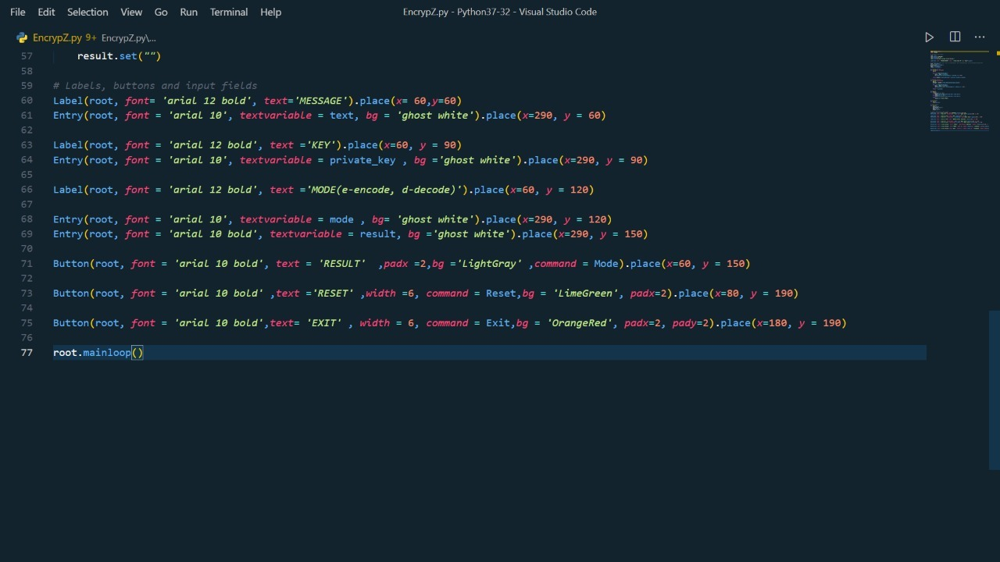 File Edit Selection View Go Run Terminal Help EncrypZ.py - Python37-32 - Visual Studio Code
EncrypZ.py 9+ EncrypZ.py\...
57 result.set("")
58
59 # Labels, buttons and input fields
60 Label(root, font= 'arial 12 bold', text='MESSAGE').place(x= 60,y=60)
61 Entry(root, font = 'arial 10', textvariable = text, bg = 'ghost white').place(x=290, y = 60)
62
63 Label(root, font = 'arial 12 bold', text ='KEY').place(x=60, y = 90)
64 Entry(root, font = 'arial 10', textvariable = private_key , bg ='ghost white').place(x=290, y = 90)
65
66 Label(root, font = 'arial 12 bold', text ='MODE(e-encode, d-decode)').place(x=60, y = 120)
67
68 Entry(root, font = 'arial 10', textvariable = mode , bg= 'ghost white').place(x=290, y = 120)
69 Entry(root, font = 'arial 10 bold', textvariable = result, bg ='ghost white').place(x=290, y = 150)
70
71 Button(root, font = 'arial 10 bold', text = 'RESULT'  ,padx =2,bg ='LightGray' ,command = Mode).place(x=60, y = 150)
72
73 Button(root, font = 'arial 10 bold' ,text ='RESET' ,width =6, command = Reset,bg = 'LimeGreen', padx=2).place(x=80, y = 190)
74
75 Button(root, font = 'arial 10 bold',text= 'EXIT' , width = 6, command = Exit,bg = 'OrangeRed', padx=2, pady=2).place(x=180, y = 190)
76
77 root.mainloop()